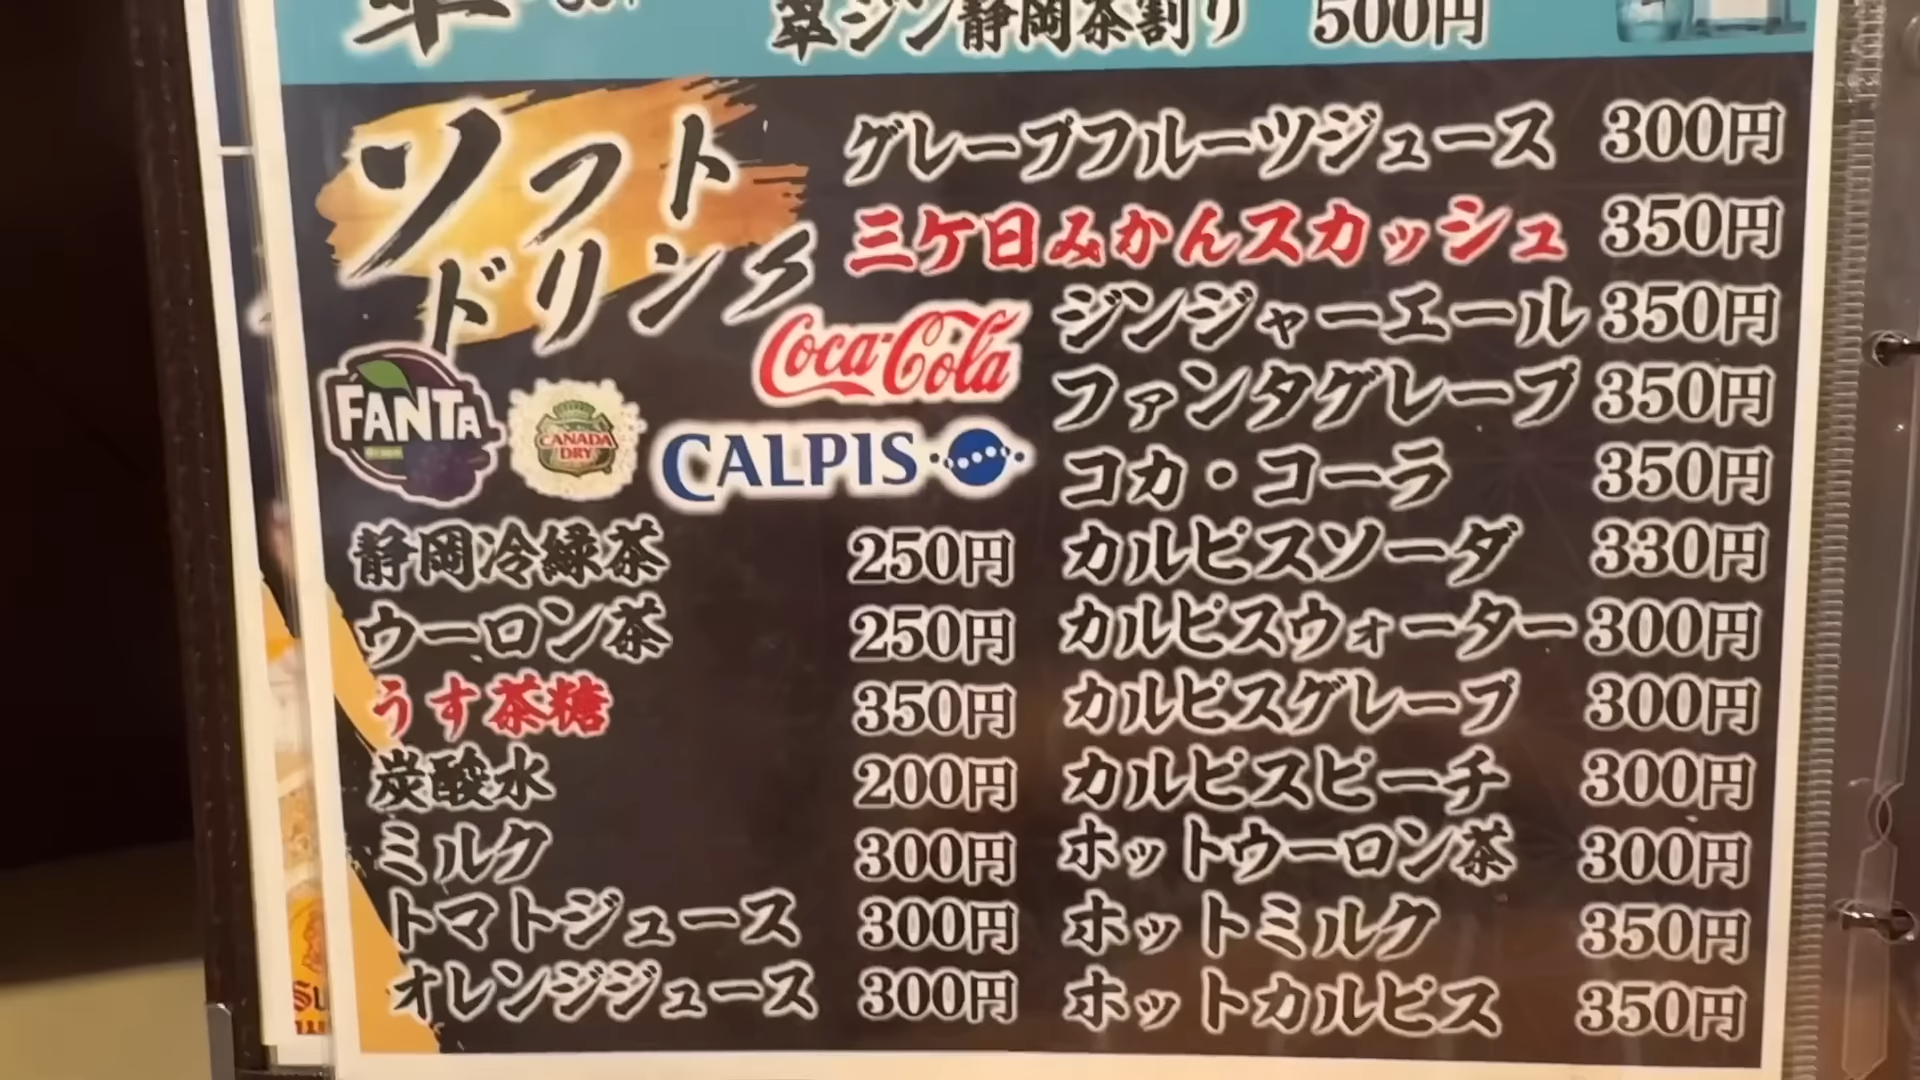 翠ジン静岡茶割り 500円
ソフト
ドリンク
グレープフルーツジュース 300円
三ケ日みかんスカッシュ 350円
ジンジャーエール 350円
ファンタグレープ 350円
コカ・コーラ 350円
カルピスソーダ 330円
カルピスウォーター 300円
カルピスグレープ 300円
カルピスピーチ 300円
ホットウーロン茶 300円
ホットミルク 350円
ホットカルピス 350円
Coca-Cola
FANTA
CANADA
DRY
CALPIS
静岡冷緑茶 250円
ウーロン茶 250円
うす茶糖 350円
炭酸水 200円
ミルク 300円
トマトジュース 300円
オレンジジュース 300円